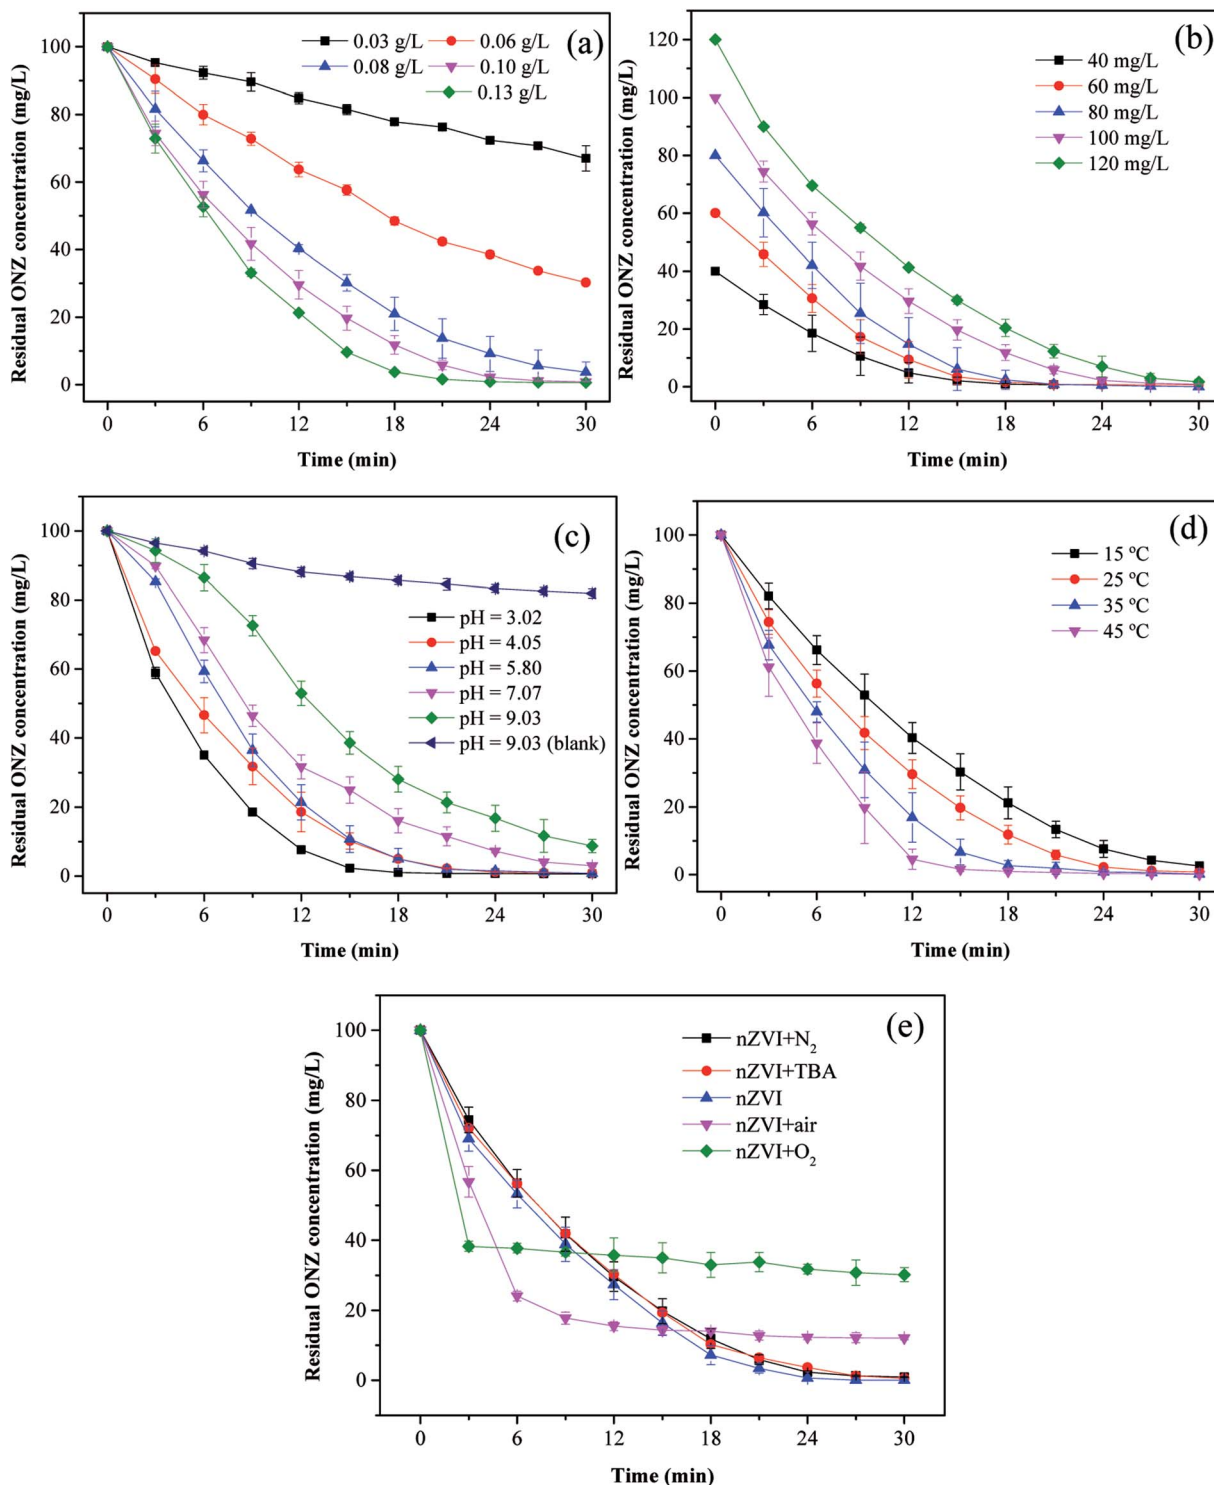 (a)
0.03 g/L
0.06 g/L
0.08 g/L
0.10 g/L
0.13 g/L
Residual ONZ concentration (mg/L)
100
80
60
40
20
0
0 6 12 18 24 30
Time (min)
(b)
40 mg/L
60 mg/L
80 mg/L
100 mg/L
120 mg/L
Residual ONZ concentration (mg/L)
120
100
80
60
40
20
0
0 6 12 18 24 30
Time (min)
(c)
pH = 3.02
pH = 4.05
pH = 5.80
pH = 7.07
pH = 9.03
pH = 9.03 (blank)
Residual ONZ concentration (mg/L)
100
80
60
40
20
0
0 6 12 18 24 30
Time (min)
(d)
15 ºC
25 ºC
35 ºC
45 ºC
Residual ONZ concentration (mg/L)
100
80
60
40
20
0
0 6 12 18 24 30
Time (min)
(e)
nZVI+N₂
nZVI+TBA
nZVI
nZVI+air
nZVI+O₂
Residual ONZ concentration (mg/L)
100
80
60
40
20
0
0 6 12 18 24 30
Time (min)